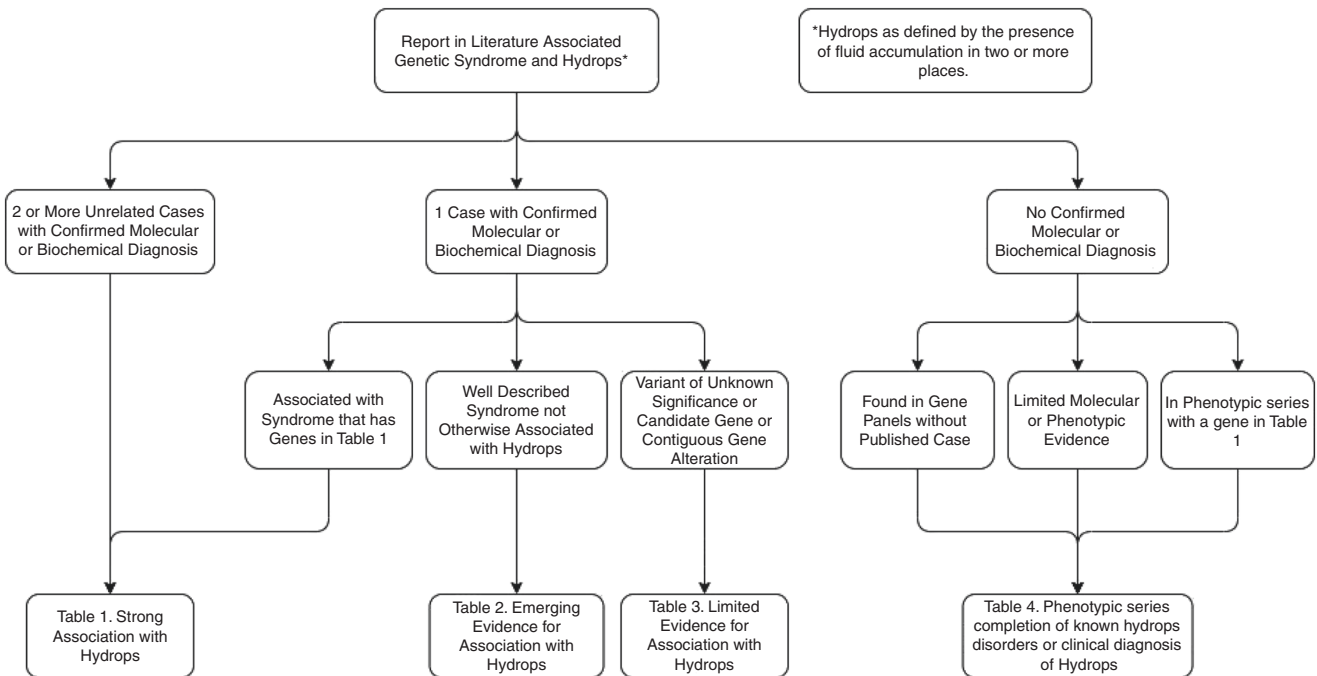 Report in Literature Associated
Genetic Syndrome and Hydrops*
*Hydrops as defined by the presence
of fluid accumulation in two or more
places.
2 or More Unrelated Cases
with Confirmed Molecular
or Biochemical Diagnosis
1 Case with Confirmed
Molecular or
Biochemical Diagnosis
No Confirmed
Molecular or
Biochemical Diagnosis
Associated with
Syndrome that has
Genes in Table 1
Well Described
Syndrome not
Otherwise Associated
with Hydrops
Variant of Unknown
Significance or
Candidate Gene or
Contiguous Gene
Alteration
Found in Gene
Panels without
Published Case
Limited Molecular
or Phenotypic
Evidence
In Phenotypic series
with a gene in Table
1
Table 1. Strong
Association with
Hydrops
Table 2. Emerging
Evidence for
Association with
Hydrops
Table 3. Limited
Evidence for
Association with
Hydrops
Table 4. Phenotypic series
completion of known hydrops
disorders or clinical diagnosis
of Hydrops